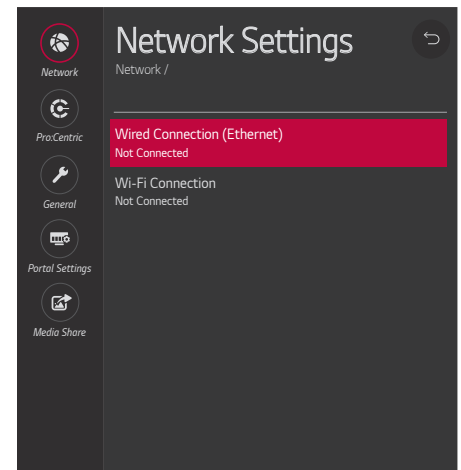 Network Settings
Network /
Network
Pro:Centric
General
Portal Settings
Media Share
Wired Connection (Ethernet)
Not Connected
Wi-Fi Connection
Not Connected